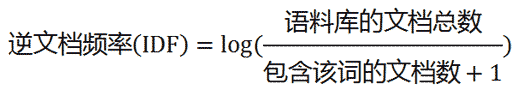 逆文档频率(IDF) = log(语料库的文档总数 / 包含该词的文档数 + 1)